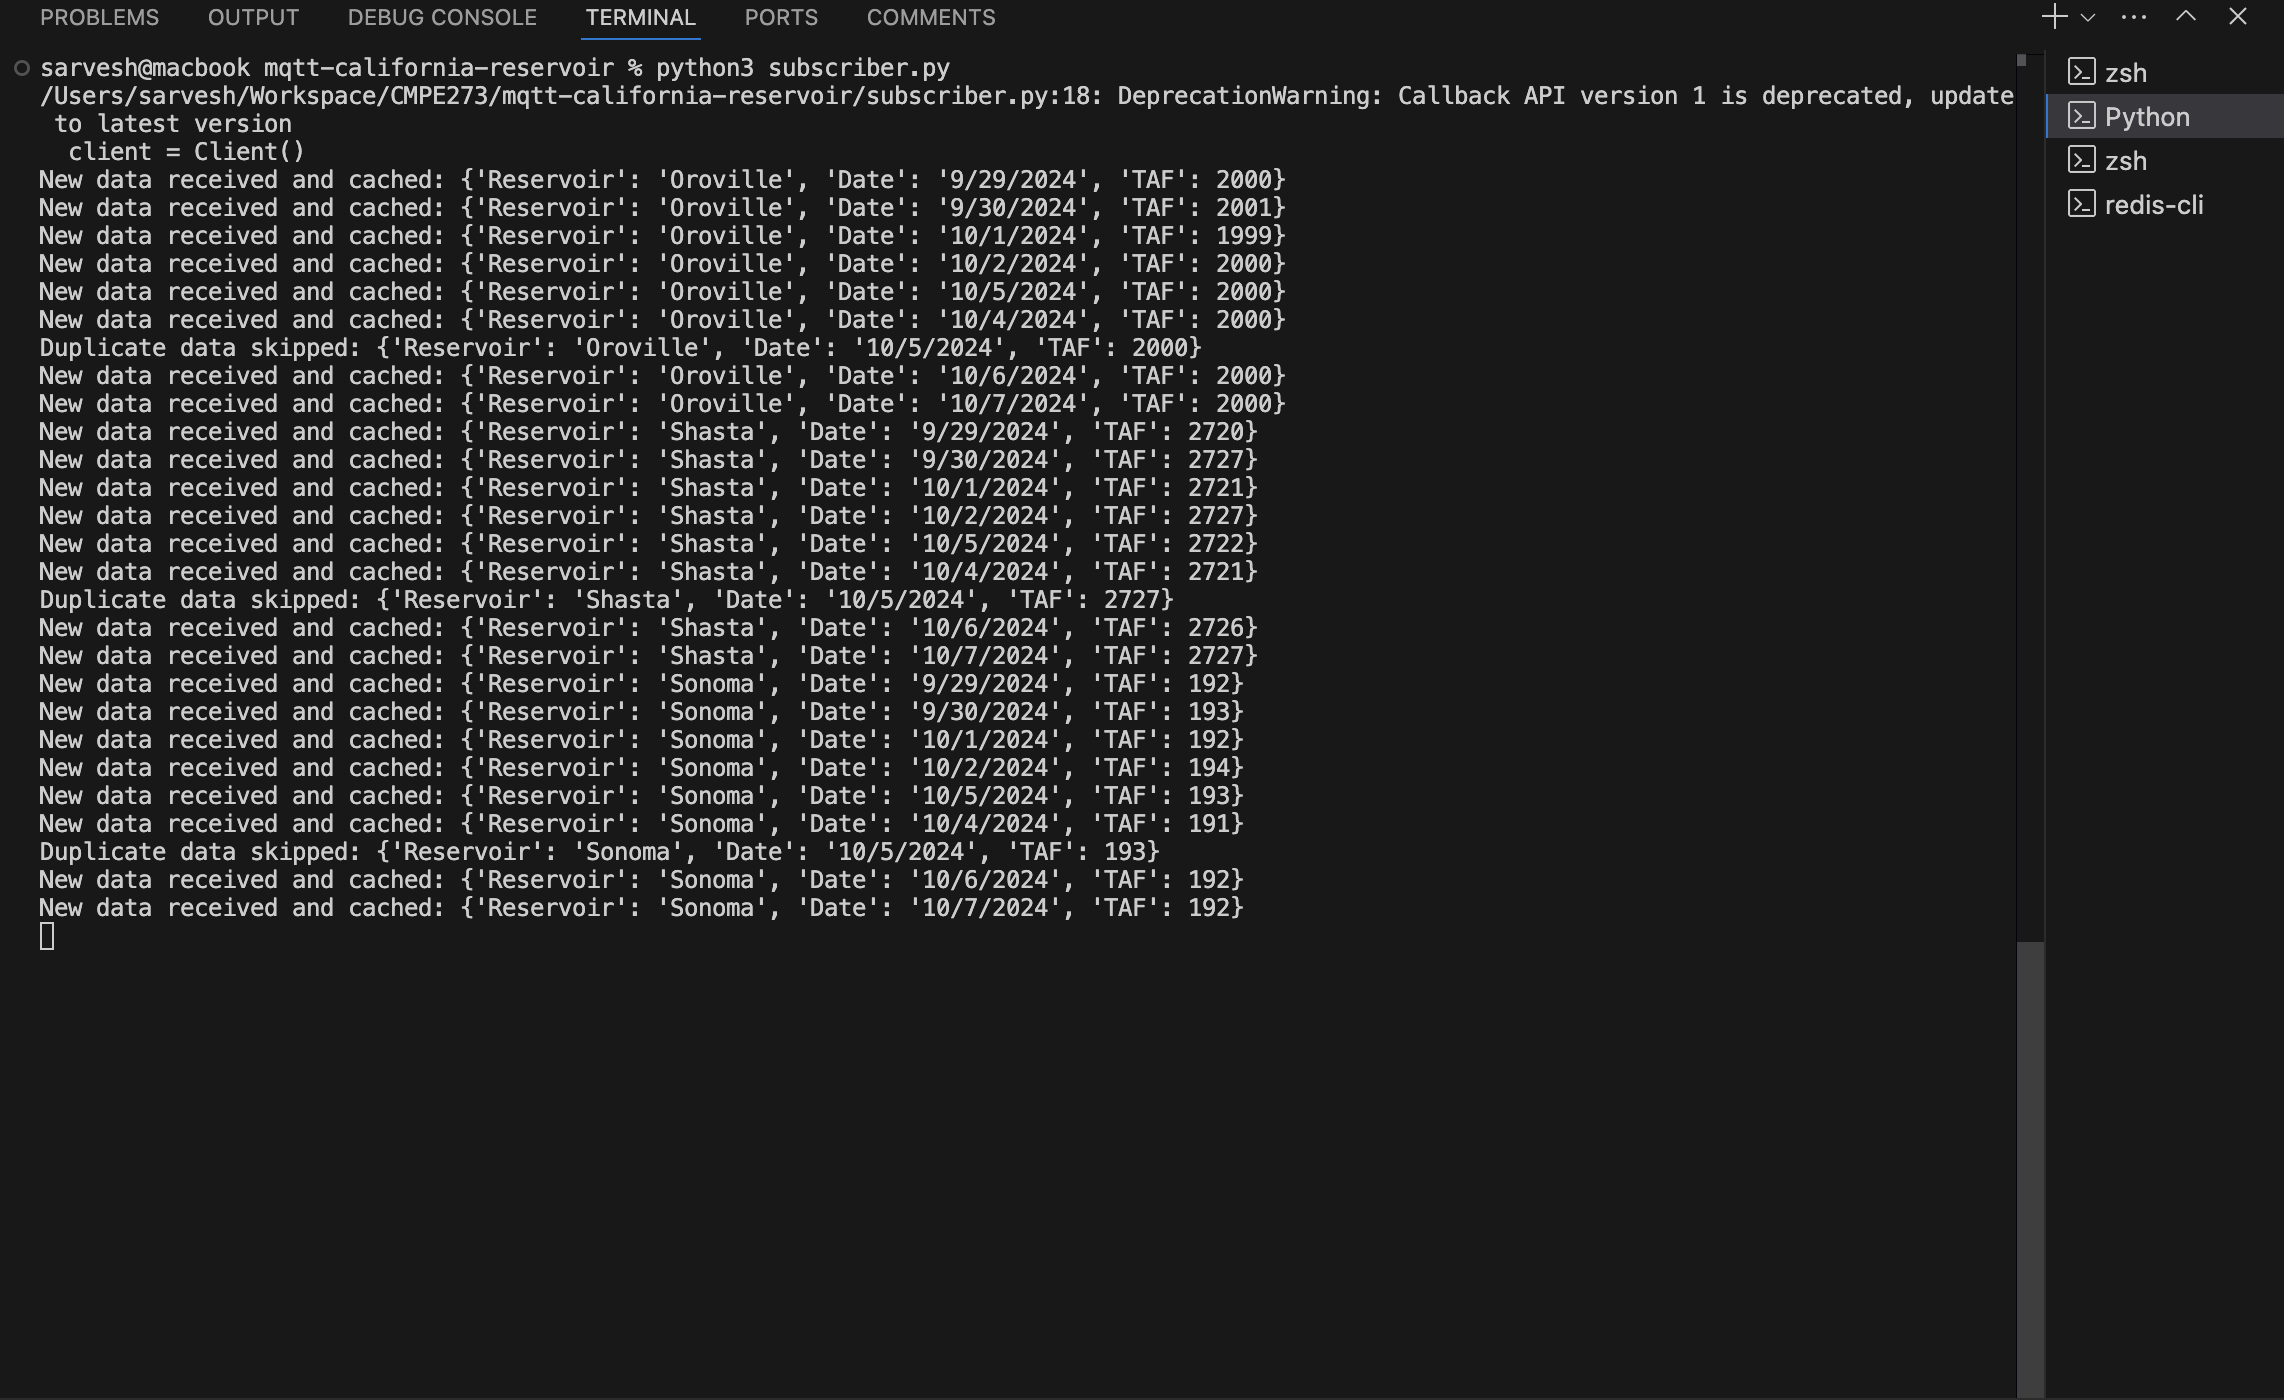 PROBLEMS OUTPUT DEBUG CONSOLE TERMINAL PORTS COMMENTS
sarvesh@macbook mqtt-california-reservoir % python3 subscriber.py
/Users/sarvesh/Workspace/CMPE273/mqtt-california-reservoir/subscriber.py:18: DeprecationWarning: Callback API version 1 is deprecated, update
to latest version
client = Client()
New data received and cached: {'Reservoir': 'Oroville', 'Date': '9/29/2024', 'TAF': 2000}
New data received and cached: {'Reservoir': 'Oroville', 'Date': '9/30/2024', 'TAF': 2001}
New data received and cached: {'Reservoir': 'Oroville', 'Date': '10/1/2024', 'TAF': 1999}
New data received and cached: {'Reservoir': 'Oroville', 'Date': '10/2/2024', 'TAF': 2000}
New data received and cached: {'Reservoir': 'Oroville', 'Date': '10/5/2024', 'TAF': 2000}
New data received and cached: {'Reservoir': 'Oroville', 'Date': '10/4/2024', 'TAF': 2000}
Duplicate data skipped: {'Reservoir': 'Oroville', 'Date': '10/5/2024', 'TAF': 2000}
New data received and cached: {'Reservoir': 'Oroville', 'Date': '10/6/2024', 'TAF': 2000}
New data received and cached: {'Reservoir': 'Oroville', 'Date': '10/7/2024', 'TAF': 2000}
New data received and cached: {'Reservoir': 'Shasta', 'Date': '9/29/2024', 'TAF': 2720}
New data received and cached: {'Reservoir': 'Shasta', 'Date': '9/30/2024', 'TAF': 2727}
New data received and cached: {'Reservoir': 'Shasta', 'Date': '10/1/2024', 'TAF': 2721}
New data received and cached: {'Reservoir': 'Shasta', 'Date': '10/2/2024', 'TAF': 2727}
New data received and cached: {'Reservoir': 'Shasta', 'Date': '10/5/2024', 'TAF': 2722}
New data received and cached: {'Reservoir': 'Shasta', 'Date': '10/4/2024', 'TAF': 2721}
Duplicate data skipped: {'Reservoir': 'Shasta', 'Date': '10/5/2024', 'TAF': 2727}
New data received and cached: {'Reservoir': 'Shasta', 'Date': '10/6/2024', 'TAF': 2726}
New data received and cached: {'Reservoir': 'Shasta', 'Date': '10/7/2024', 'TAF': 2727}
New data received and cached: {'Reservoir': 'Sonoma', 'Date': '9/29/2024', 'TAF': 192}
New data received and cached: {'Reservoir': 'Sonoma', 'Date': '9/30/2024', 'TAF': 193}
New data received and cached: {'Reservoir': 'Sonoma', 'Date': '10/1/2024', 'TAF': 192}
New data received and cached: {'Reservoir': 'Sonoma', 'Date': '10/2/2024', 'TAF': 194}
New data received and cached: {'Reservoir': 'Sonoma', 'Date': '10/5/2024', 'TAF': 193}
New data received and cached: {'Reservoir': 'Sonoma', 'Date': '10/4/2024', 'TAF': 191}
Duplicate data skipped: {'Reservoir': 'Sonoma', 'Date': '10/5/2024', 'TAF': 193}
New data received and cached: {'Reservoir': 'Sonoma', 'Date': '10/6/2024', 'TAF': 192}
New data received and cached: {'Reservoir': 'Sonoma', 'Date': '10/7/2024', 'TAF': 192}
zsh
Python
zsh
redis-cli